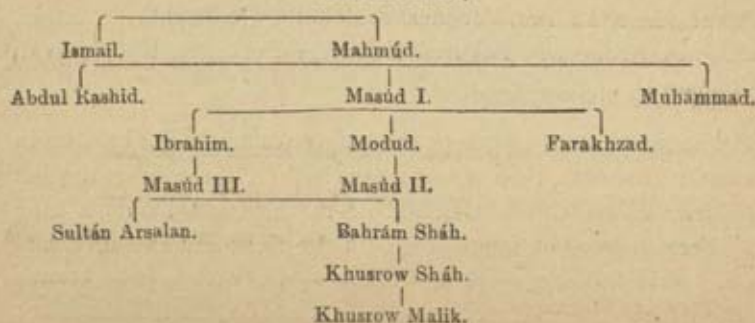 Ismail. Mahmúd.
Abdul Rashid. Masúd I. Muhammad.
Ibrahim. Modud. Farakhzad.
Masúd III. Masúd II.
Sultán Arsalan. Bahrám Sháh.
Khusrow Sháh.
Khusrow Malik.